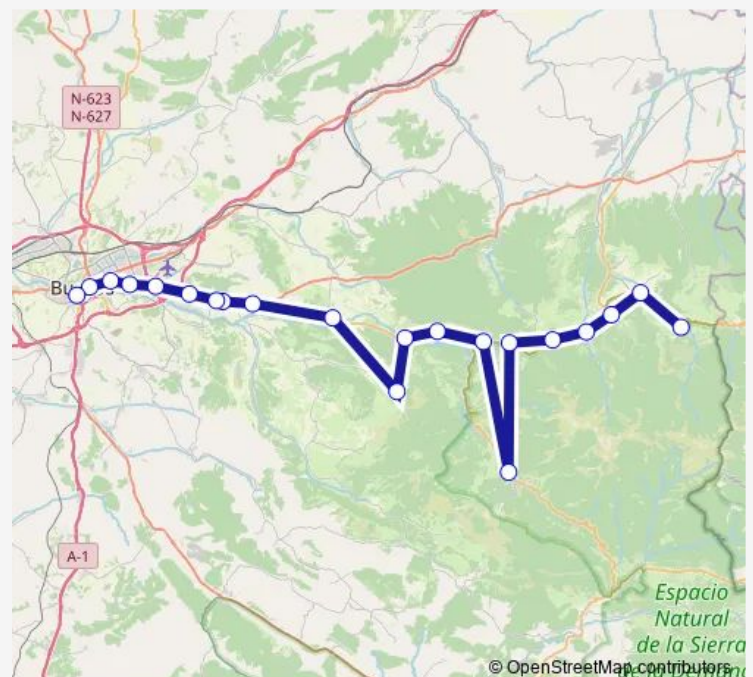 N-623
N-627
Bu
A-1
Espacio
Natural
de la Sierra
© OpenStreetMap contributors